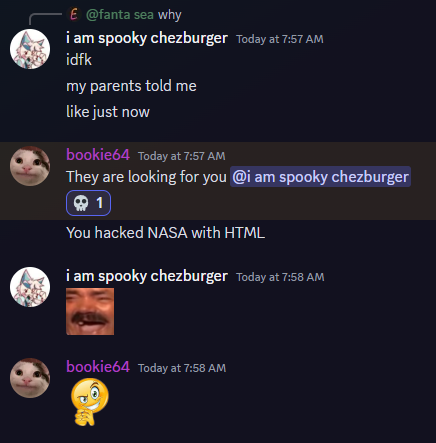 @fanta sea why
i am spooky chezburger Today at 7:57 AM
idfk
my parents told me
like just now
bookie64 Today at 7:57 AM
They are looking for you @i am spooky chezburger
1
You hacked NASA with HTML
i am spooky chezburger Today at 7:58 AM
bookie64 Today at 7:58 AM